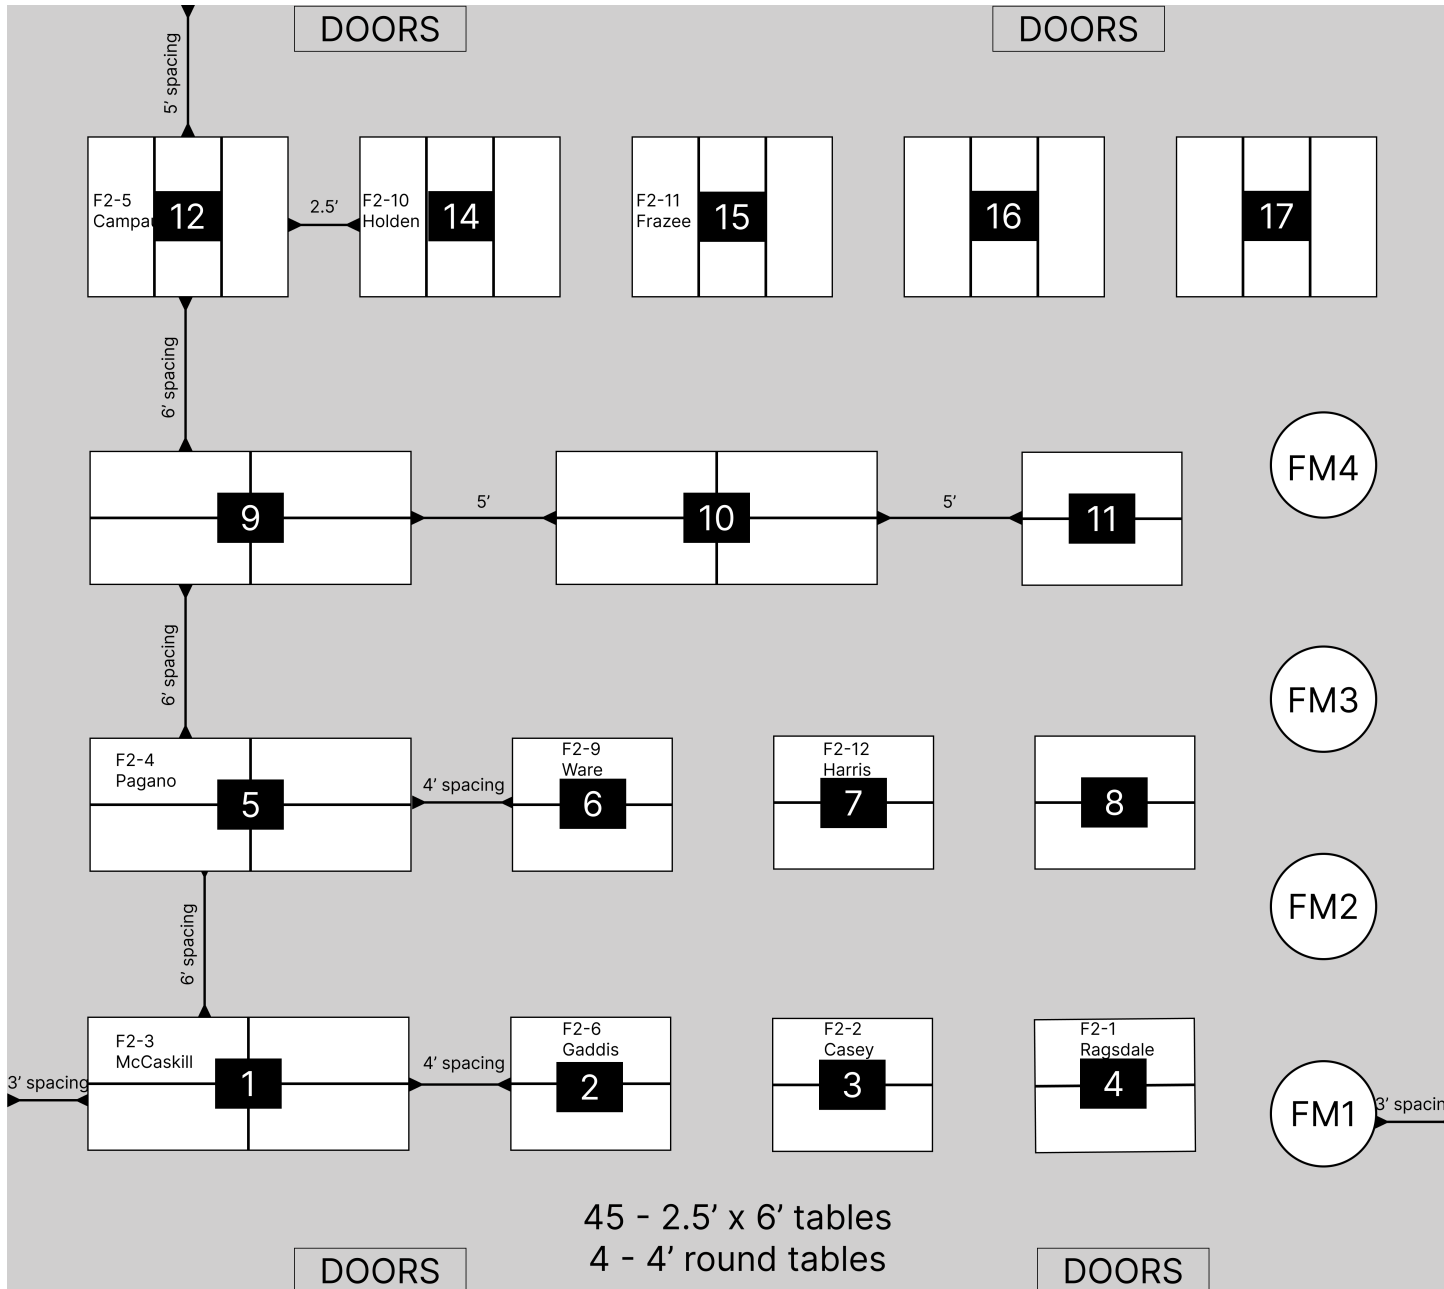 DOORS
DOORS
5’ spacing
F2-5
12
2.5’
F2-10
Holden
14
F2-11
Frazee
15
16
17
6’ spacing
FM4
9
5’
10
5’
11
6’ spacing
FM3
F2-4
Pagano
5
4’ spacing
F2-9
Ware
6
F2-12
Harris
7
8
FM2
6’ spacing
F2-3
McCaskill
1
3’ spacing
4’ spacing
F2-6
Gaddis
2
F2-2
Casey
3
F2-1
Ragsdale
4
FM1
3’ spacin
45 - 2.5’ x 6’ tables
4 - 4’ round tables
DOORS
DOORS